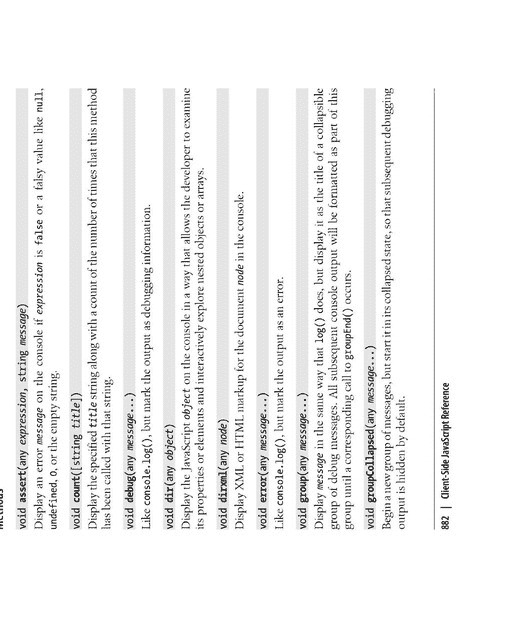 Methods
void assert(any expression, string message)
Display an error message on the console if expression is false or a falsy value like null,
undefined, 0, or the empty string.
void count([string title])
Display the specified title string along with a count of the number of times that this method
has been called with that string.
void debug(any message...)
Like console.log(), but mark the output as debugging information.
void dir(any object)
Display the JavaScript object on the console in a way that allows the developer to examine
its properties or elements and interactively explore nested objects or arrays.
void dirxml(any node)
Display XML or HTML markup for the document node in the console.
void error(any message...)
Like console.log(), but mark the output as an error.
void group(any message...)
Display message in the same way that log() does, but display it as the title of a collapsible
group of debug messages. All subsequent console output will be formatted as part of this
group until a corresponding call to groupEnd() occurs.
void groupCollapsed(any message...)
Begin a new group of messages, but start it in its collapsed state, so that subsequent debugging
output is hidden by default.
882 | Client-Side JavaScript Reference